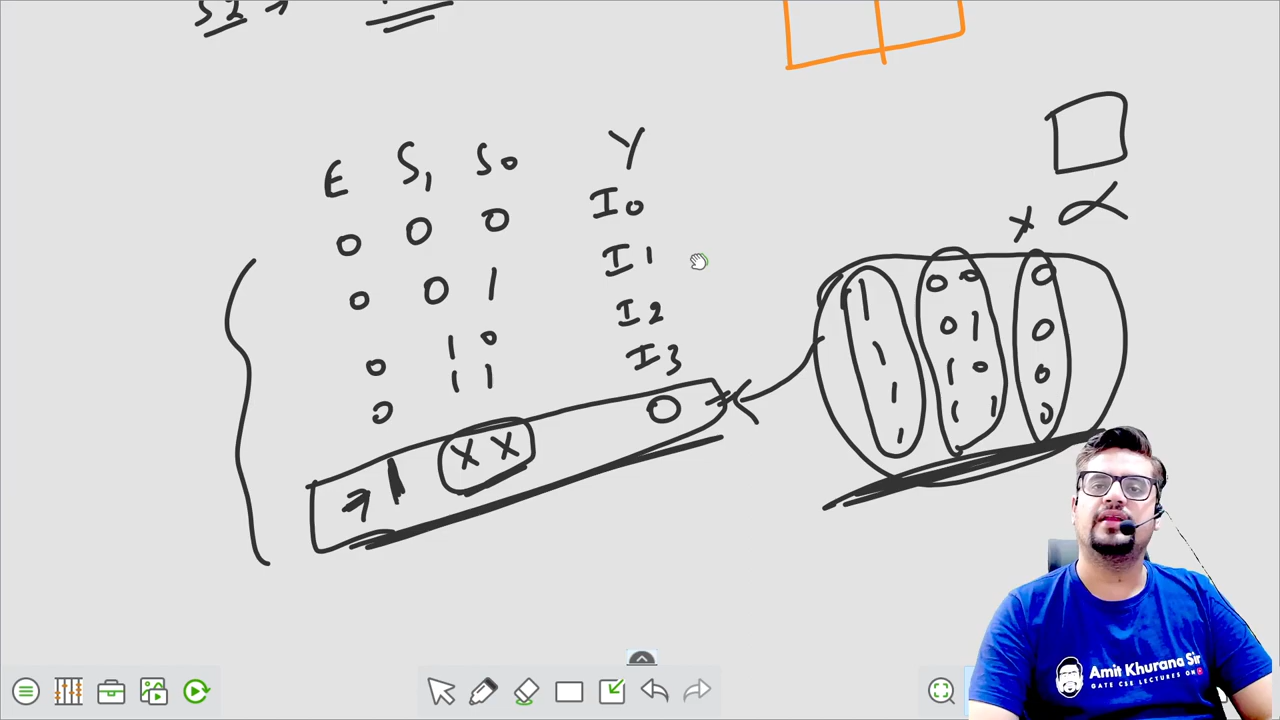 E S1 S0 Y
0 0 0 I0
0 0 1 I1
0 1 0 I2
0 1 1 I3
→ 1 X X 0
X
1 0 0 0
1 0 1 0
1 1 0 0
1 1 1 0
Amit Khurana Sir